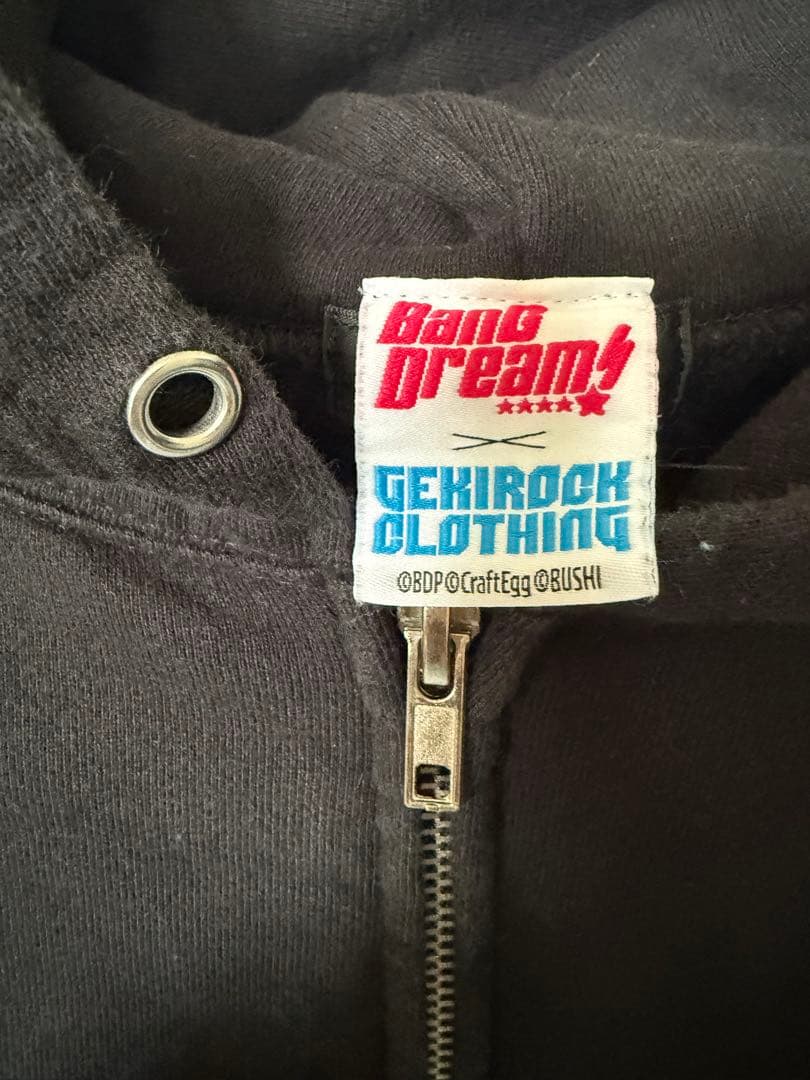 BanG
Dream!
×
GEKIROCK
CLOTHING
©BDP©CraftEgg©BUSHI